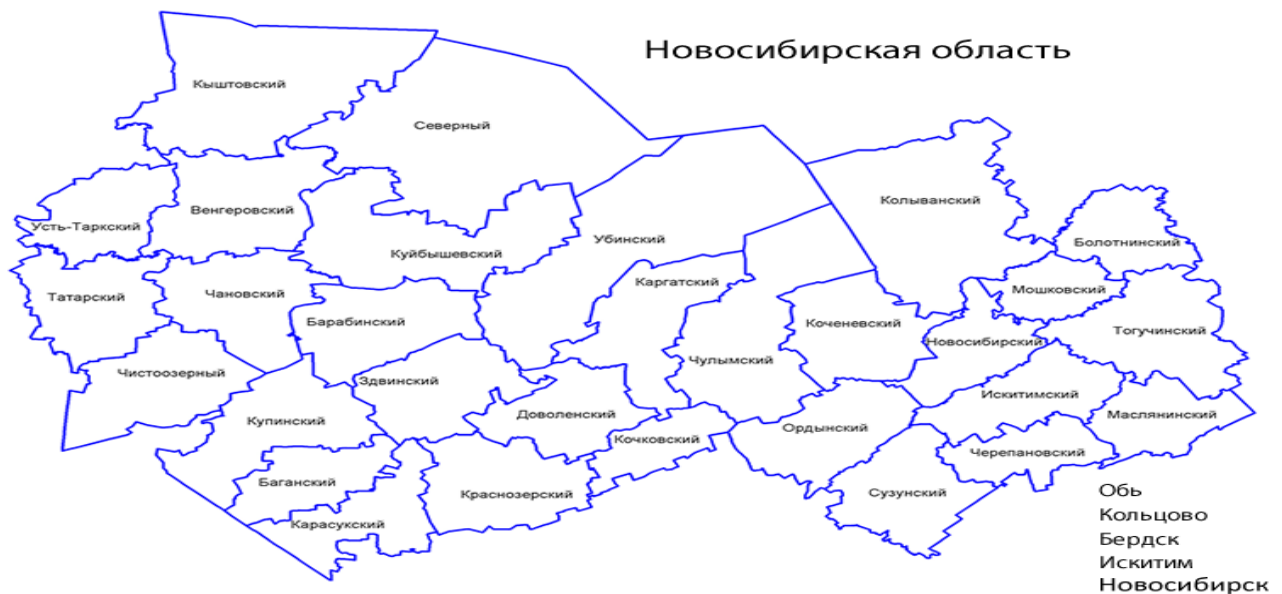 Новосибирская область
Кыштовский
Северный
Колыванский
Венгеровский
Усть-Таркский
Убинский
Болотнинский
Куйбышевский
Каргатский
Мошковский
Татарский
Чановский
Барабинский
Коченевский
Тогучинский
Новосибирский
Чулымский
Чистоозерный
Здвинский
Искитимский
Доволенский
Маслянинский
Купинский
Ордынский
Кочковский
Черепановский
Баганский
Краснозерский
Сузунский
Карасукский
Обь
Кольцово
Бердск
Искитим
Новосибирск